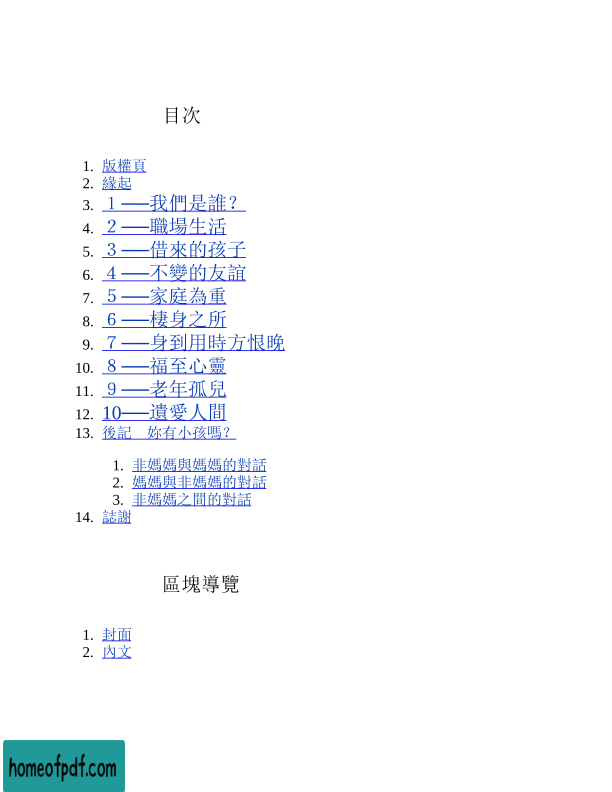 目次
1. 版權頁
2. 緣起
3. １──我們是誰？
4. ２──職場生活
5. ３──借來的孩子
6. ４──不變的友誼
7. ５──家庭為重
8. ６──棲身之所
9. ７──身到用時方恨晚
10. ８──福至心靈
11. ９──老年孤兒
12. 10──遺愛人間
13. 後記　妳有小孩嗎？
1. 非媽媽與媽媽的對話
2. 媽媽與非媽媽的對話
3. 非媽媽之間的對話
14. 誌謝
區塊導覽
1. 封面
2. 內文
homeofpdf.com